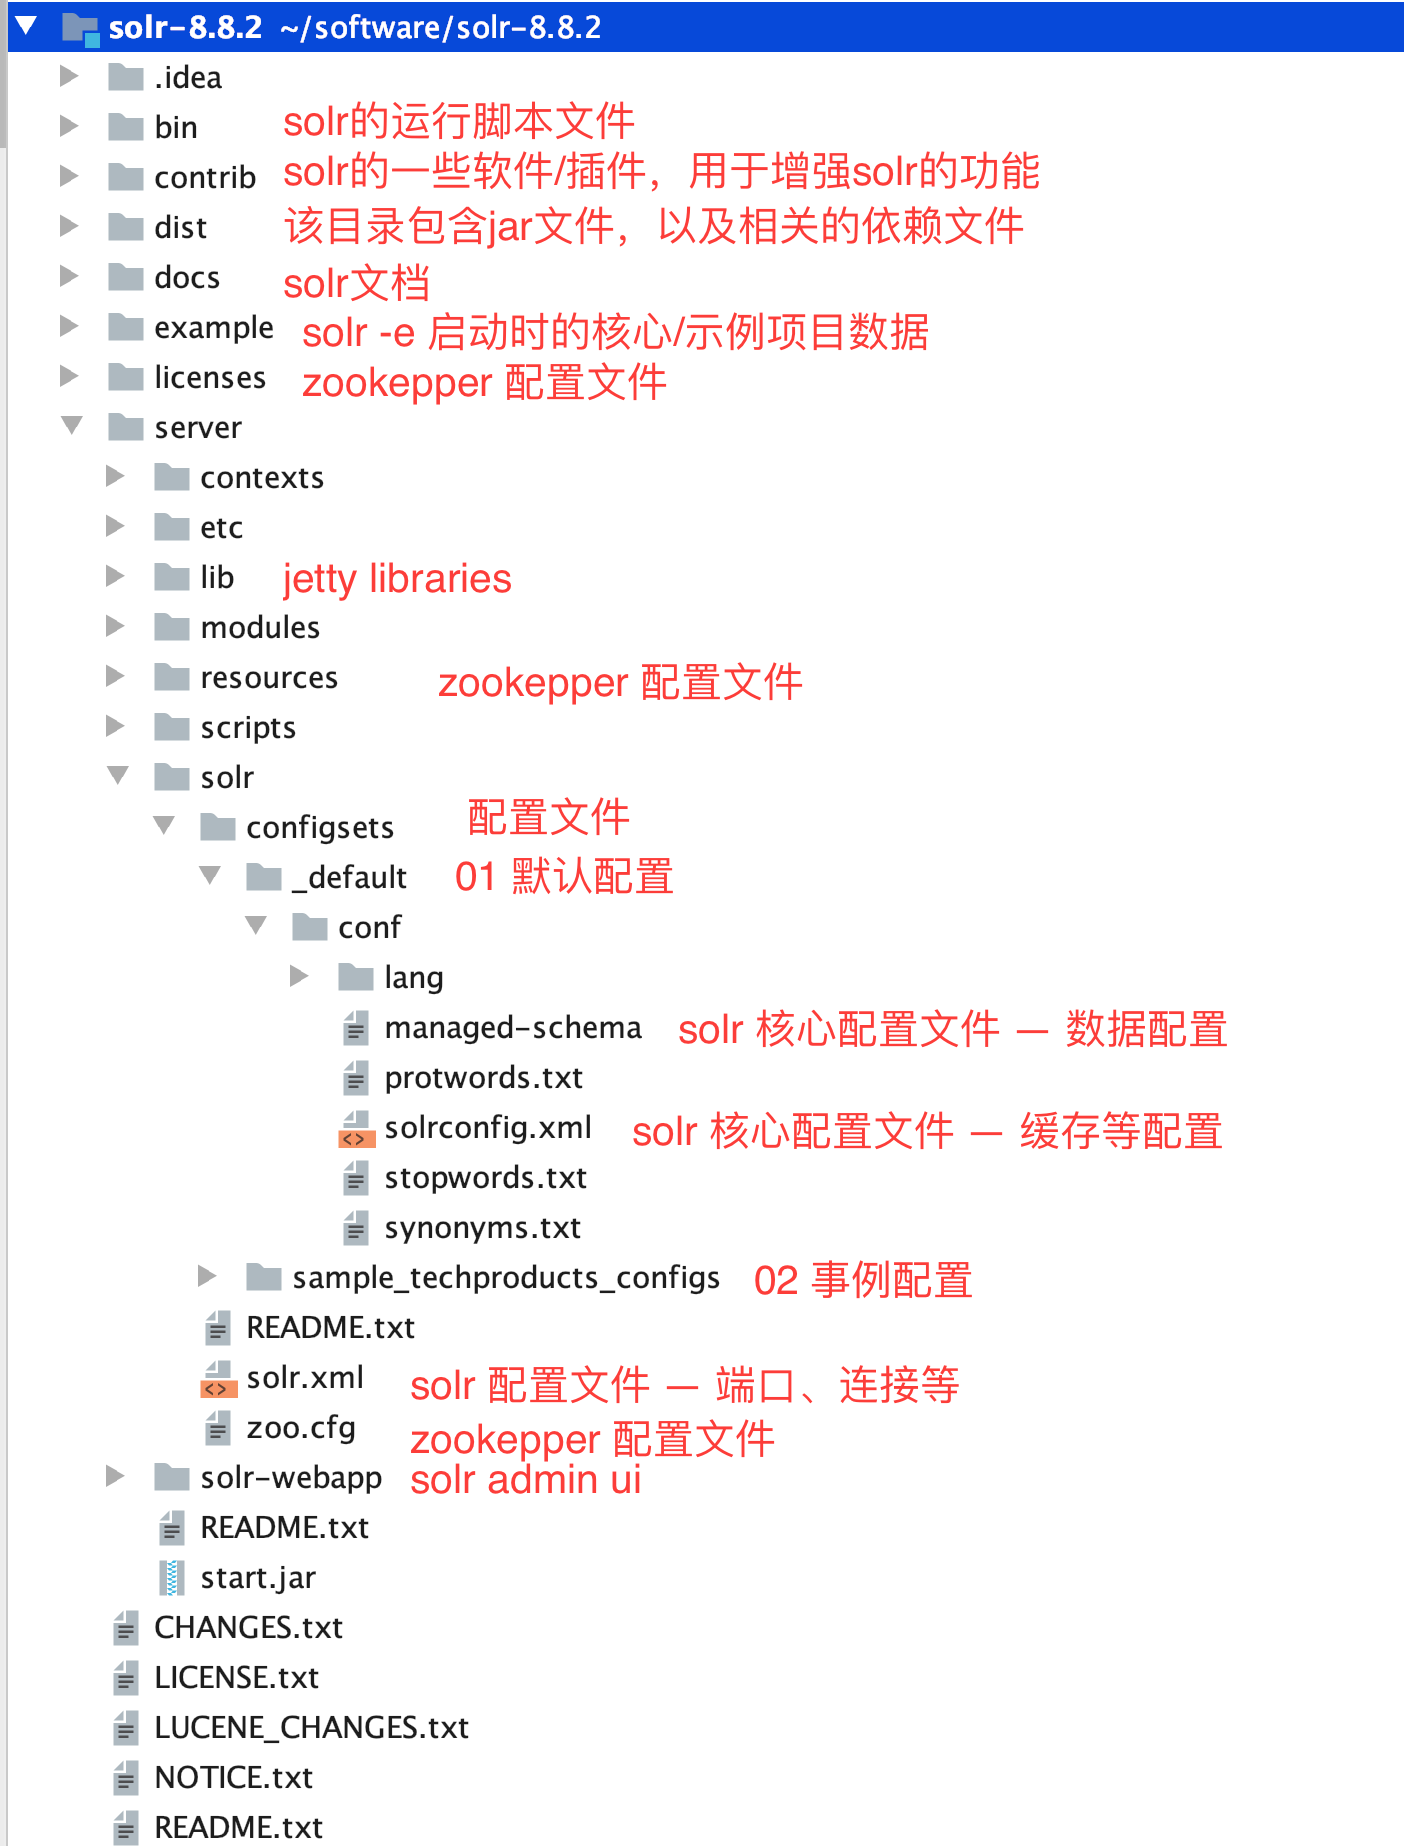 solr-8.8.2 ~/software/solr-8.8.2
.idea
bin solr的运行脚本文件
contrib solr的一些软件/插件，用于增强solr的功能
dist 该目录包含jar文件，以及相关的依赖文件
docs solr文档
example solr -e 启动时的核心/示例项目数据
licenses zookepper 配置文件
server
contexts
etc
lib jetty libraries
modules
resources zookepper 配置文件
scripts
solr
configsets 配置文件
_default 01 默认配置
conf
lang
managed-schema solr 核心配置文件 — 数据配置
protwords.txt
solrconfig.xml solr 核心配置文件 — 缓存等配置
stopwords.txt
synonyms.txt
sample_techproducts_configs 02 事例配置
README.txt
solr.xml solr 配置文件 — 端口、连接等
zoo.cfg zookepper 配置文件
solr-webapp solr admin ui
README.txt
start.jar
CHANGES.txt
LICENSE.txt
LUCENE_CHANGES.txt
NOTICE.txt
README.txt